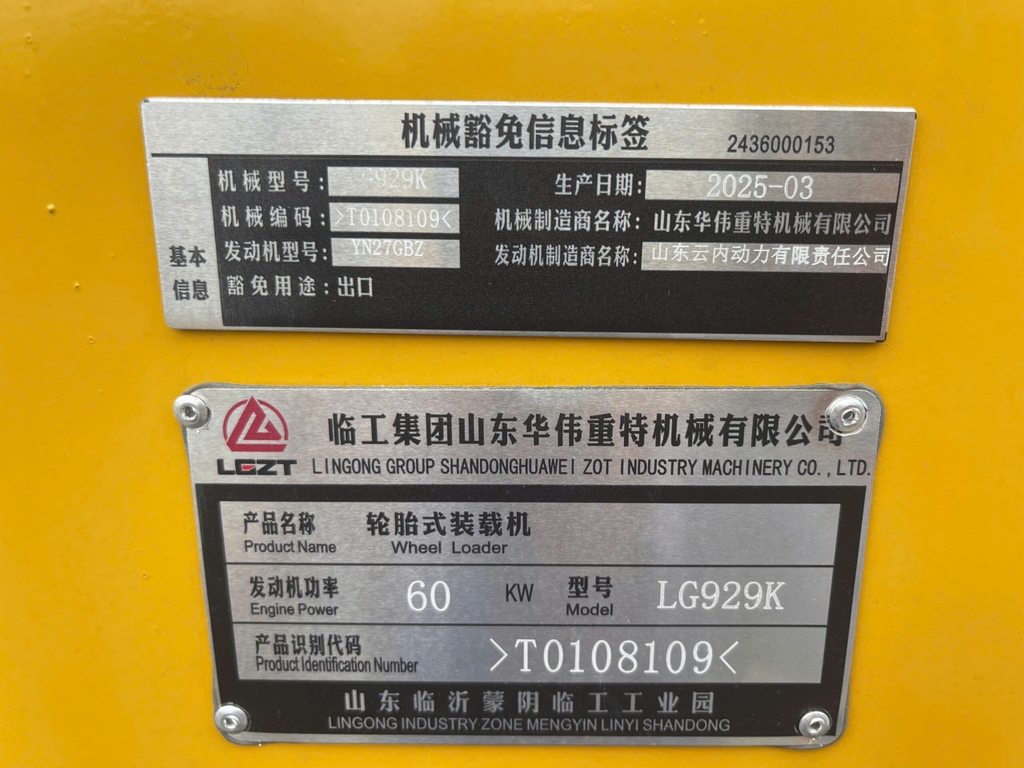 机械豁免信息标签 2436000153
基本信息
机械型号: G929K 生产日期: 2025-03
机械编码: >T0108109< 机械制造商名称: 山东华伟重特机械有限公司
发动机型号: YN27GBZ 发动机制造商名称: 山东云内动力有限责任公司
豁免用途: 出口
临工集团山东华伟重特机械有限公司
LGZT LINGONG GROUP SHANDONGHUAWEI ZOT INDUSTRY MACHINERY CO., LTD.
产品名称 轮胎式装载机
Product Name Wheel Loader
发动机功率 60 KW 型号 LG929K
Engine Power Model
产品识别代码 >T0108109<
Product Identification Number
山东临沂蒙阴临工工业园
LINGONG INDUSTRY ZONE MENGYIN LINYI SHANDONG